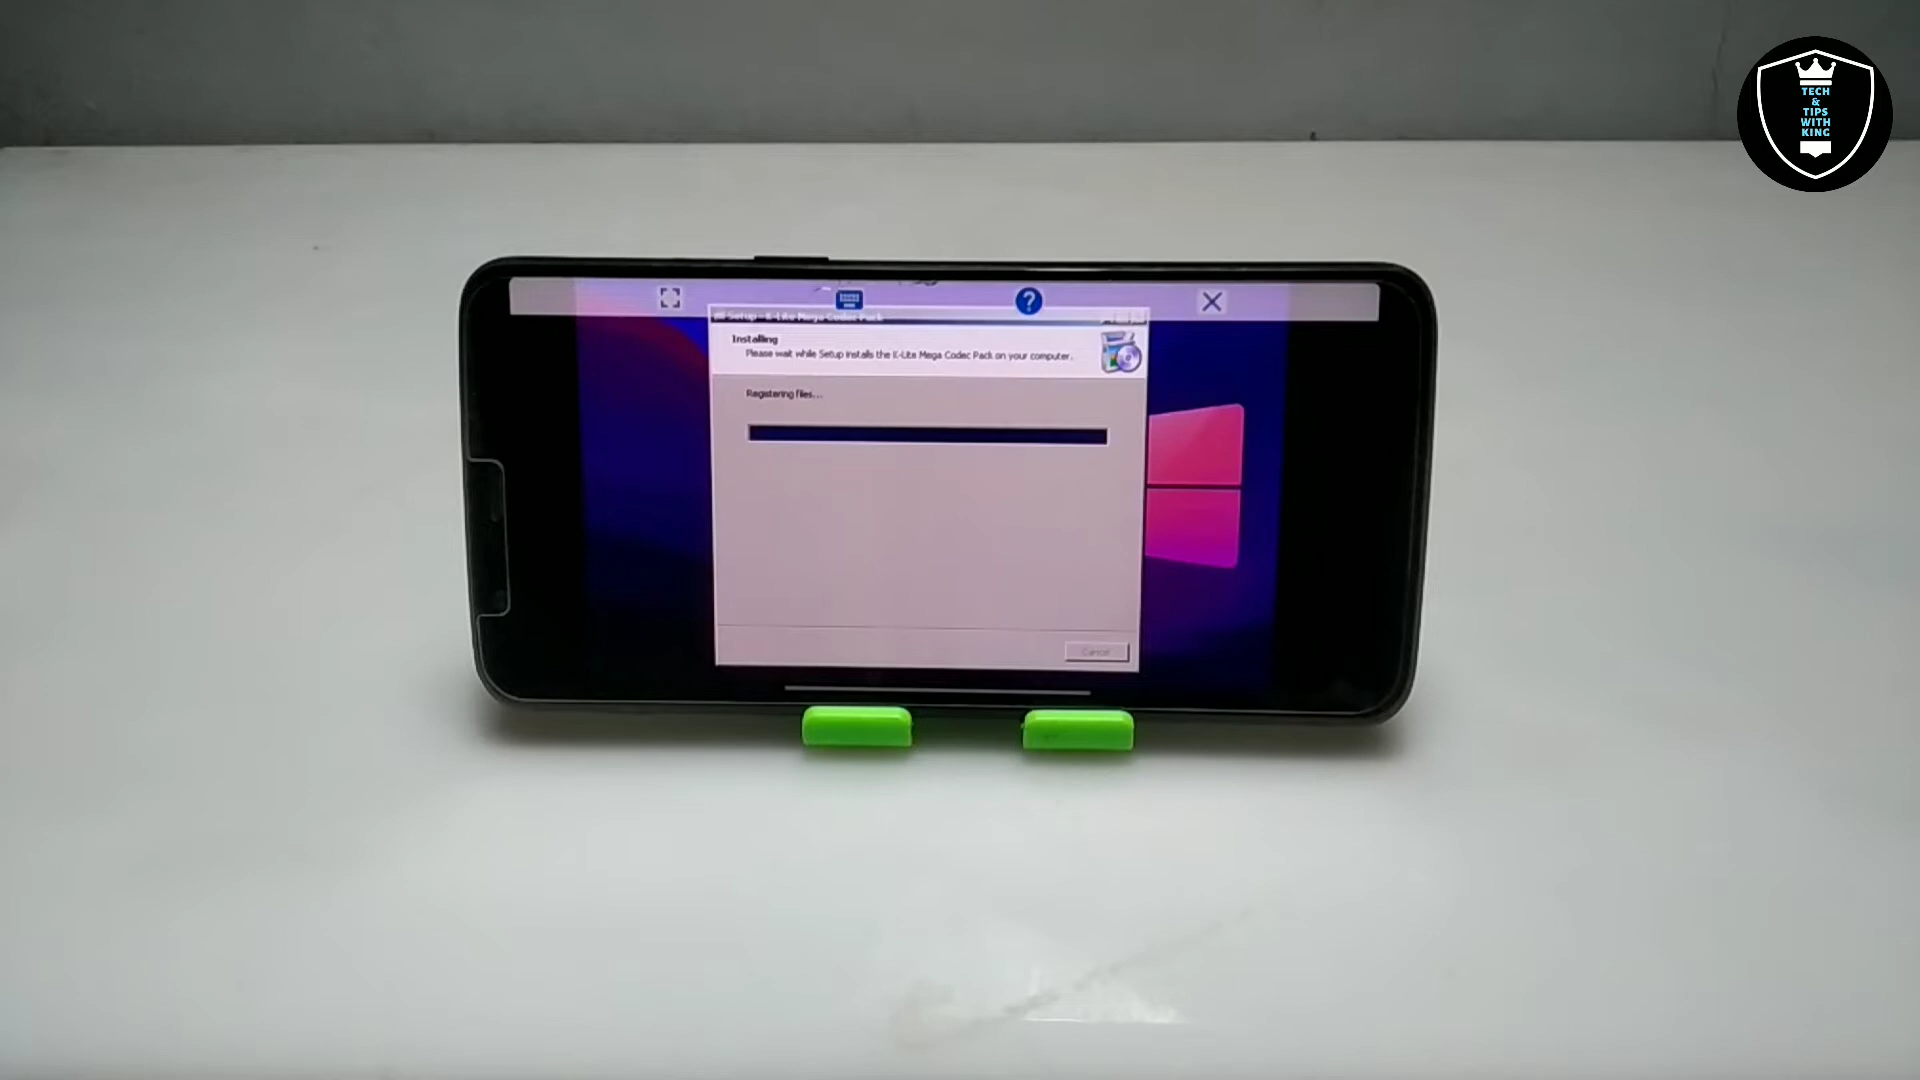 TECH
&
TIPS
WITH
KING
Setup - K-Lite Mega Codec Pack
Installing
Please wait while Setup installs the K-Lite Mega Codec Pack on your computer.
Registering files...
Cancel
?